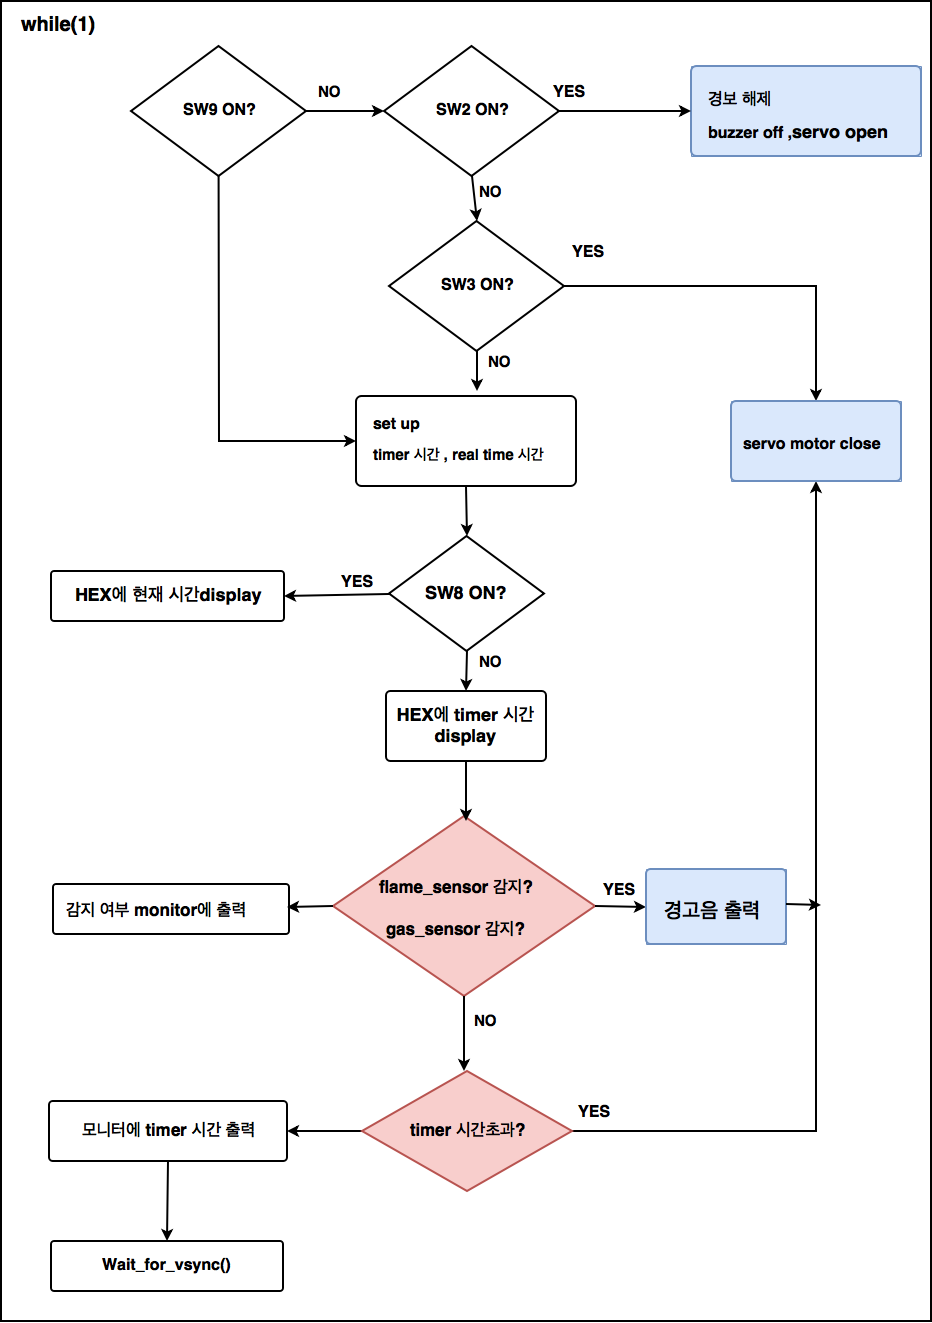 while(1)
SW9 ON?
NO
SW2 ON?
YES
경보 해제
buzzer off ,servo open
NO
SW3 ON?
YES
NO
set up
timer 시간 , real time 시간
servo motor close
SW8 ON?
YES
HEX에 현재 시간display
NO
HEX에 timer 시간
display
flame_sensor 감지?
gas_sensor 감지?
YES
경고음 출력
감지 여부 monitor에 출력
NO
timer 시간초과?
YES
모니터에 timer 시간 출력
Wait_for_vsync()